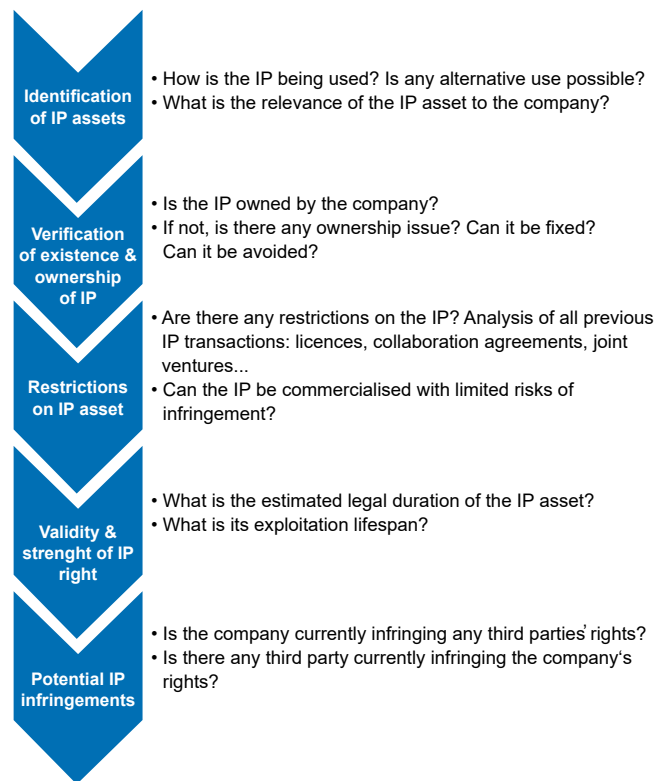 Identification
of IP assets
• How is the IP being used? Is any alternative use possible?
• What is the relevance of the IP asset to the company?
Verification
of existence &
ownership
of IP
• Is the IP owned by the company?
• If not, is there any ownership issue? Can it be fixed?
Can it be avoided?
Restrictions
on IP asset
• Are there any restrictions on the IP? Analysis of all previous
IP transactions: licences, collaboration agreements, joint
ventures...
• Can the IP be commercialised with limited risks of
infringement?
Validity &
strenght of IP
right
• What is the estimated legal duration of the IP asset?
• What is its exploitation lifespan?
Potential IP
infringements
• Is the company currently infringing any third parties’ rights?
• Is there any third party currently infringing the company‘s
rights?